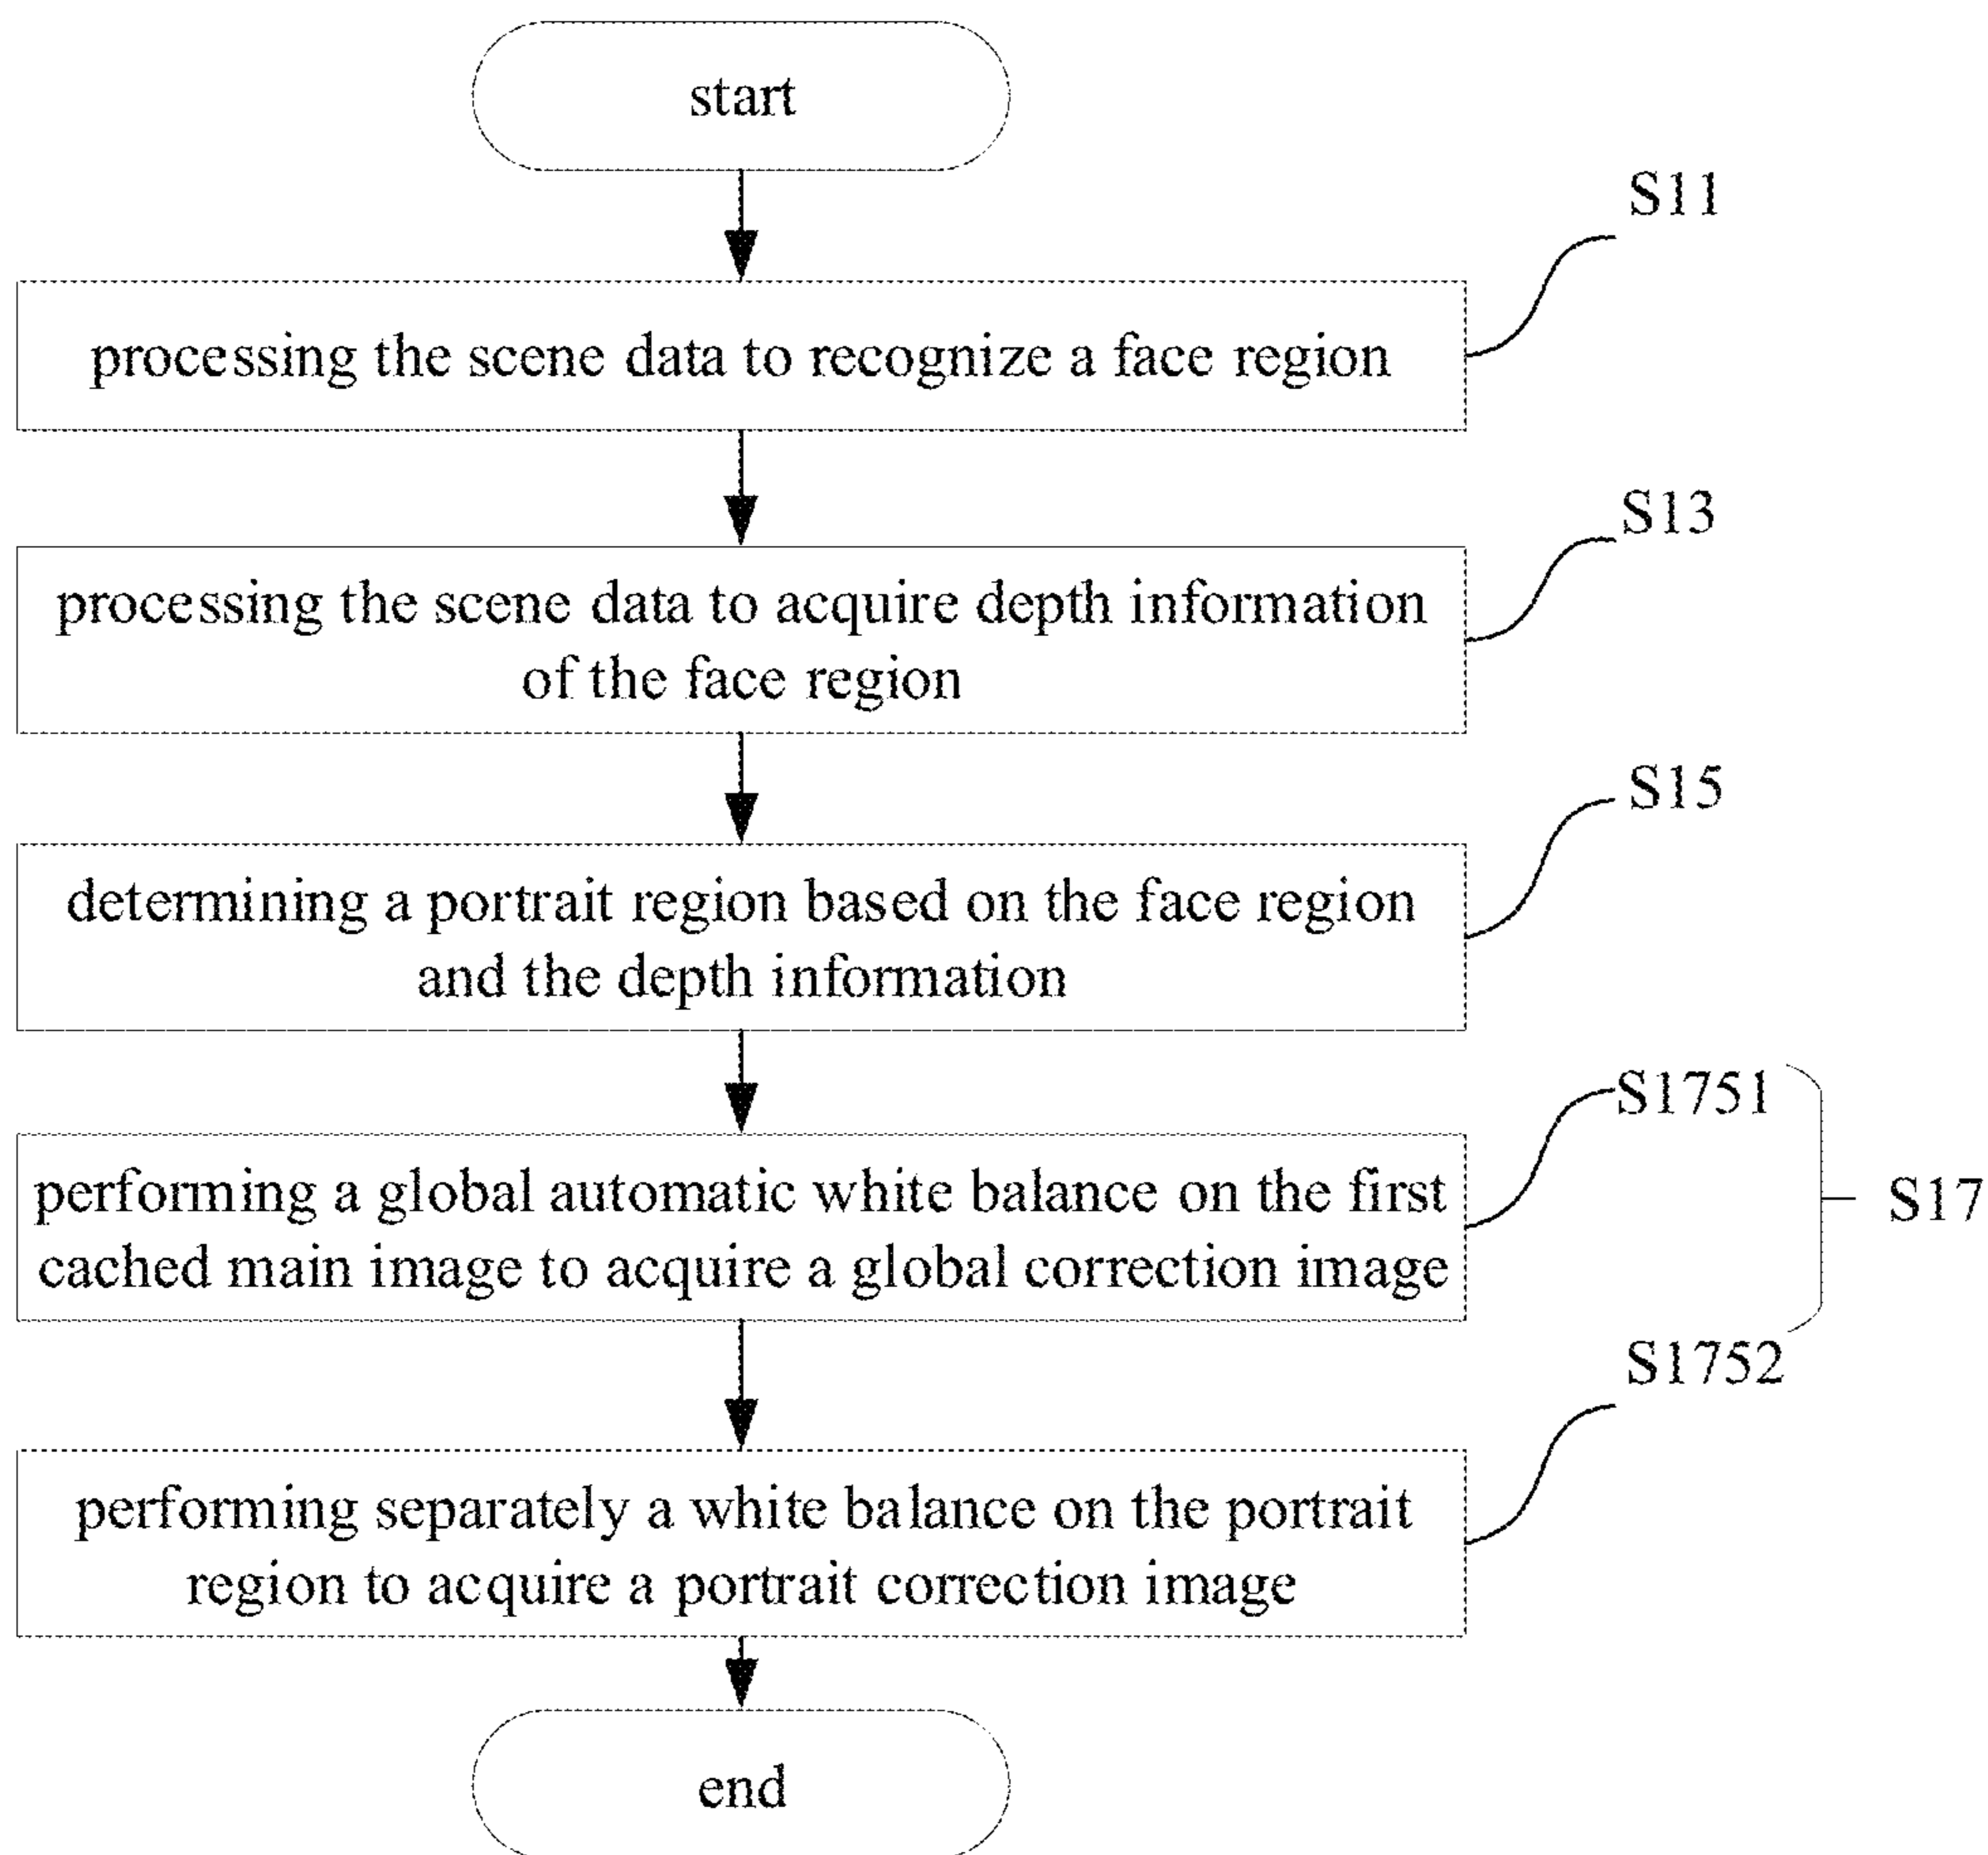 start
S11
processing the scene data to recognize a face region
S13
processing the scene data to acquire depth information
of the face region
S15
determining a portrait region based on the face region
and the depth information
S1751
performing a global automatic white balance on the first
cached main image to acquire a global correction image
S17
S1752
performing separately a white balance on the portrait
region to acquire a portrait correction image
end